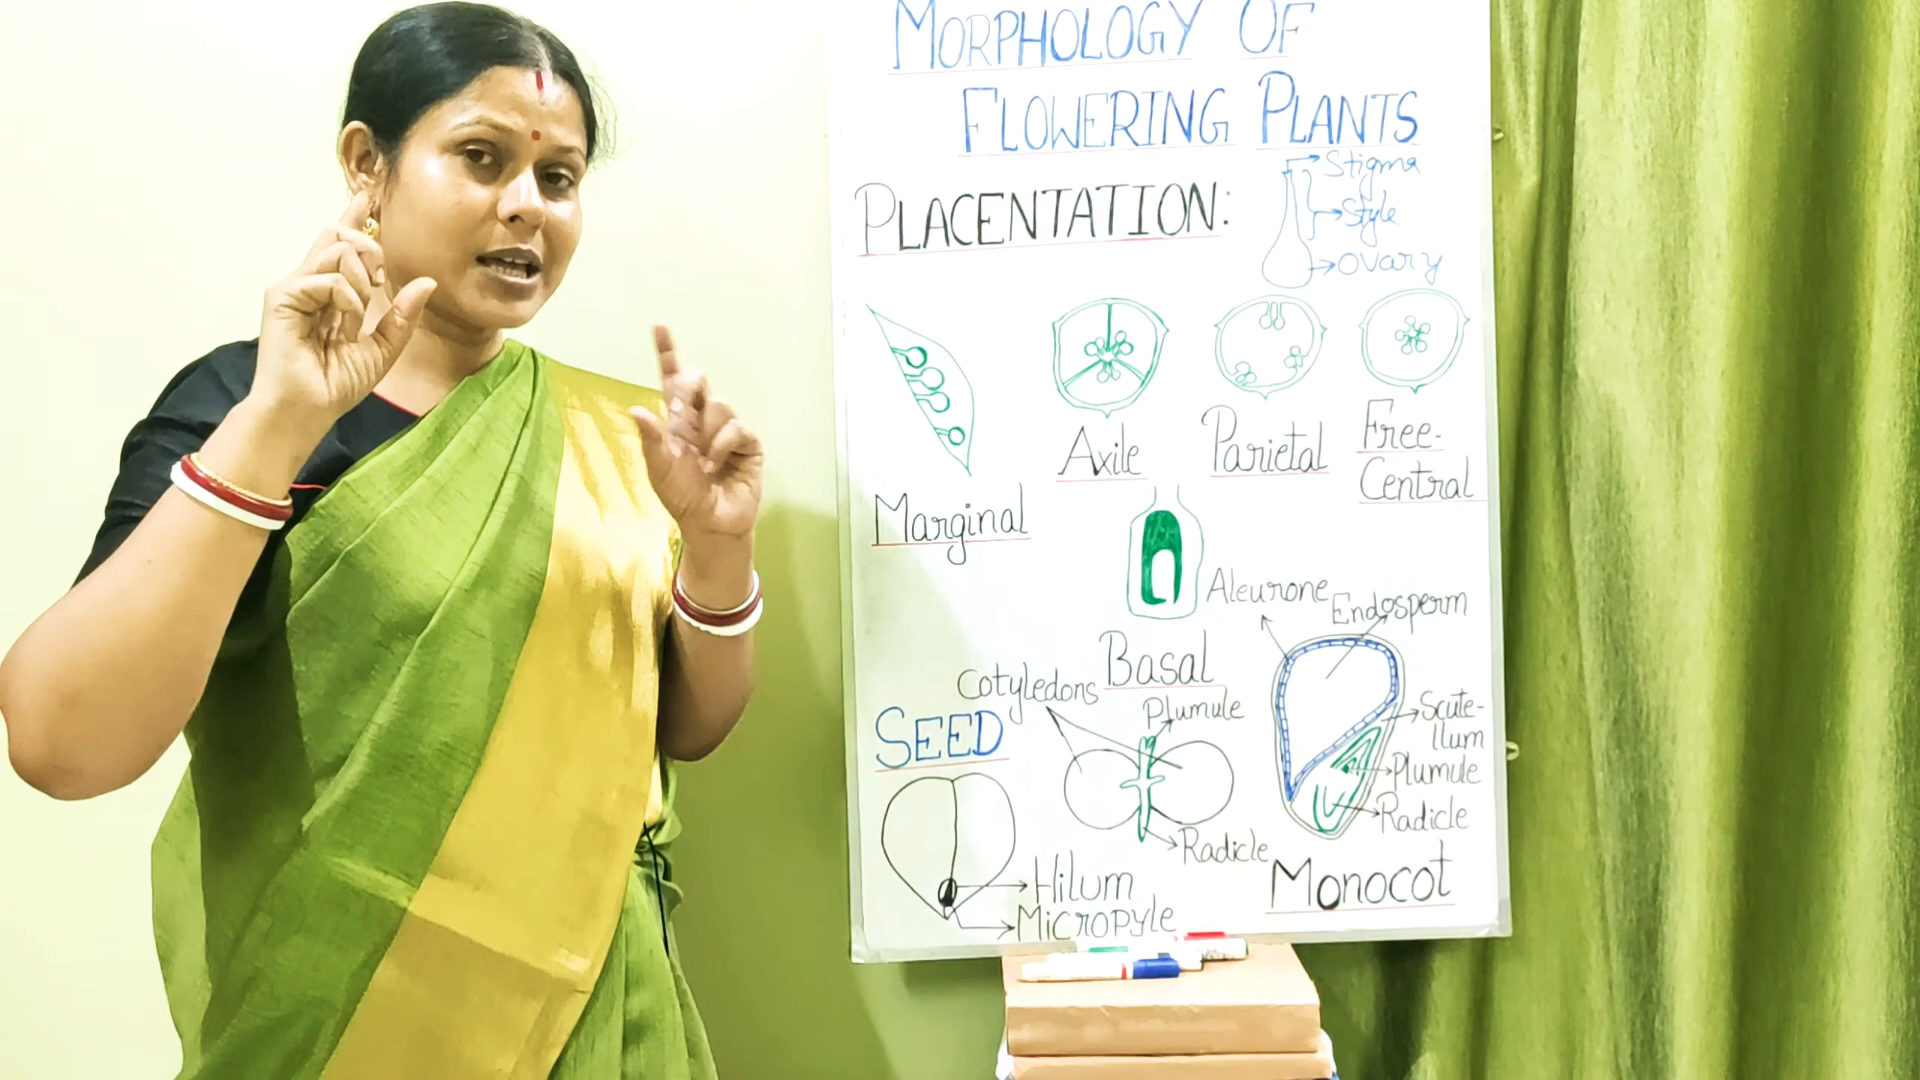 MORPHOLOGY OF
FLOWERING PLANTS
PLACENTATION:
Stigma
Style
Ovary
Marginal
Axile
Parietal
Free-
Central
Basal
Aleurone
Endosperm
Scute-
llum
Plumule
Radicle
Monocot
SEED
Cotyledons
Plumule
Radicle
Hilum
MICROPYLE